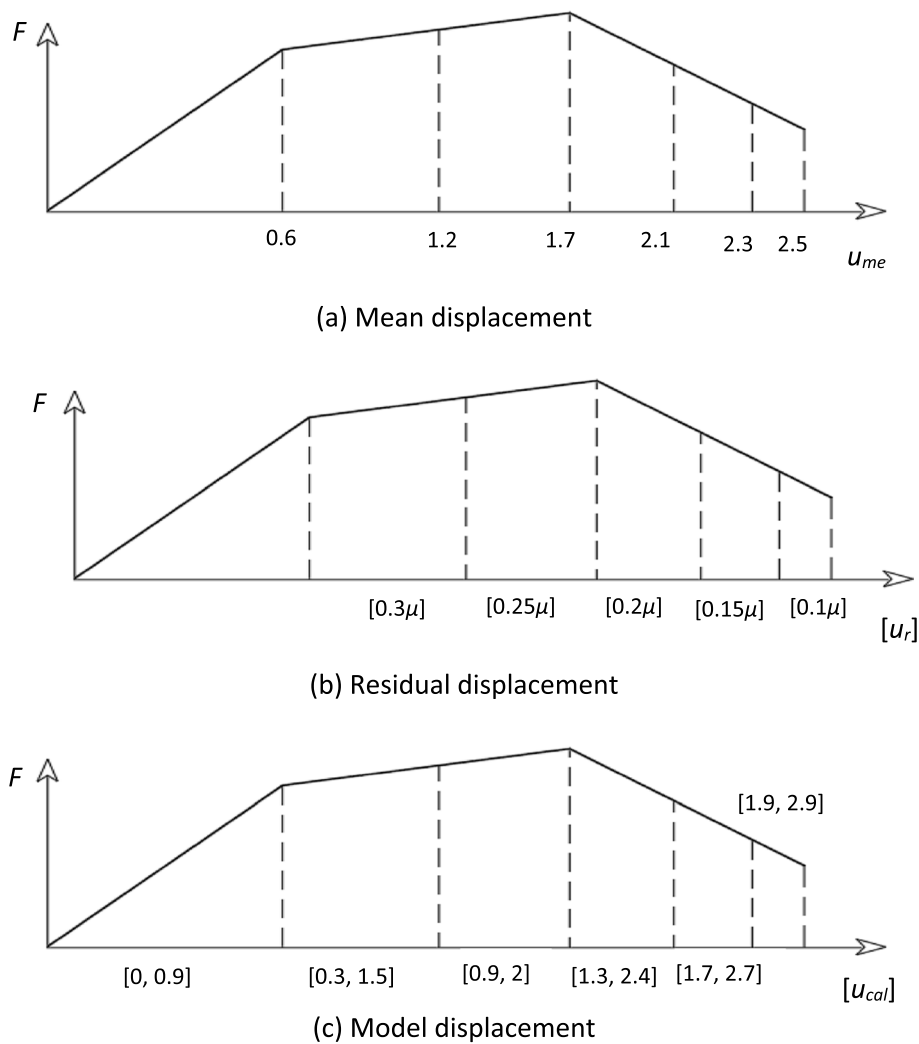 F
0.6 1.2 1.7 2.1 2.3 2.5
u_me
(a) Mean displacement
F
[0.3μ] [0.25μ] [0.2μ] [0.15μ] [0.1μ]
[u_r]
(b) Residual displacement
F
[1.9, 2.9]
[0, 0.9] [0.3, 1.5] [0.9, 2] [1.3, 2.4] [1.7, 2.7]
[u_cal]
(c) Model displacement